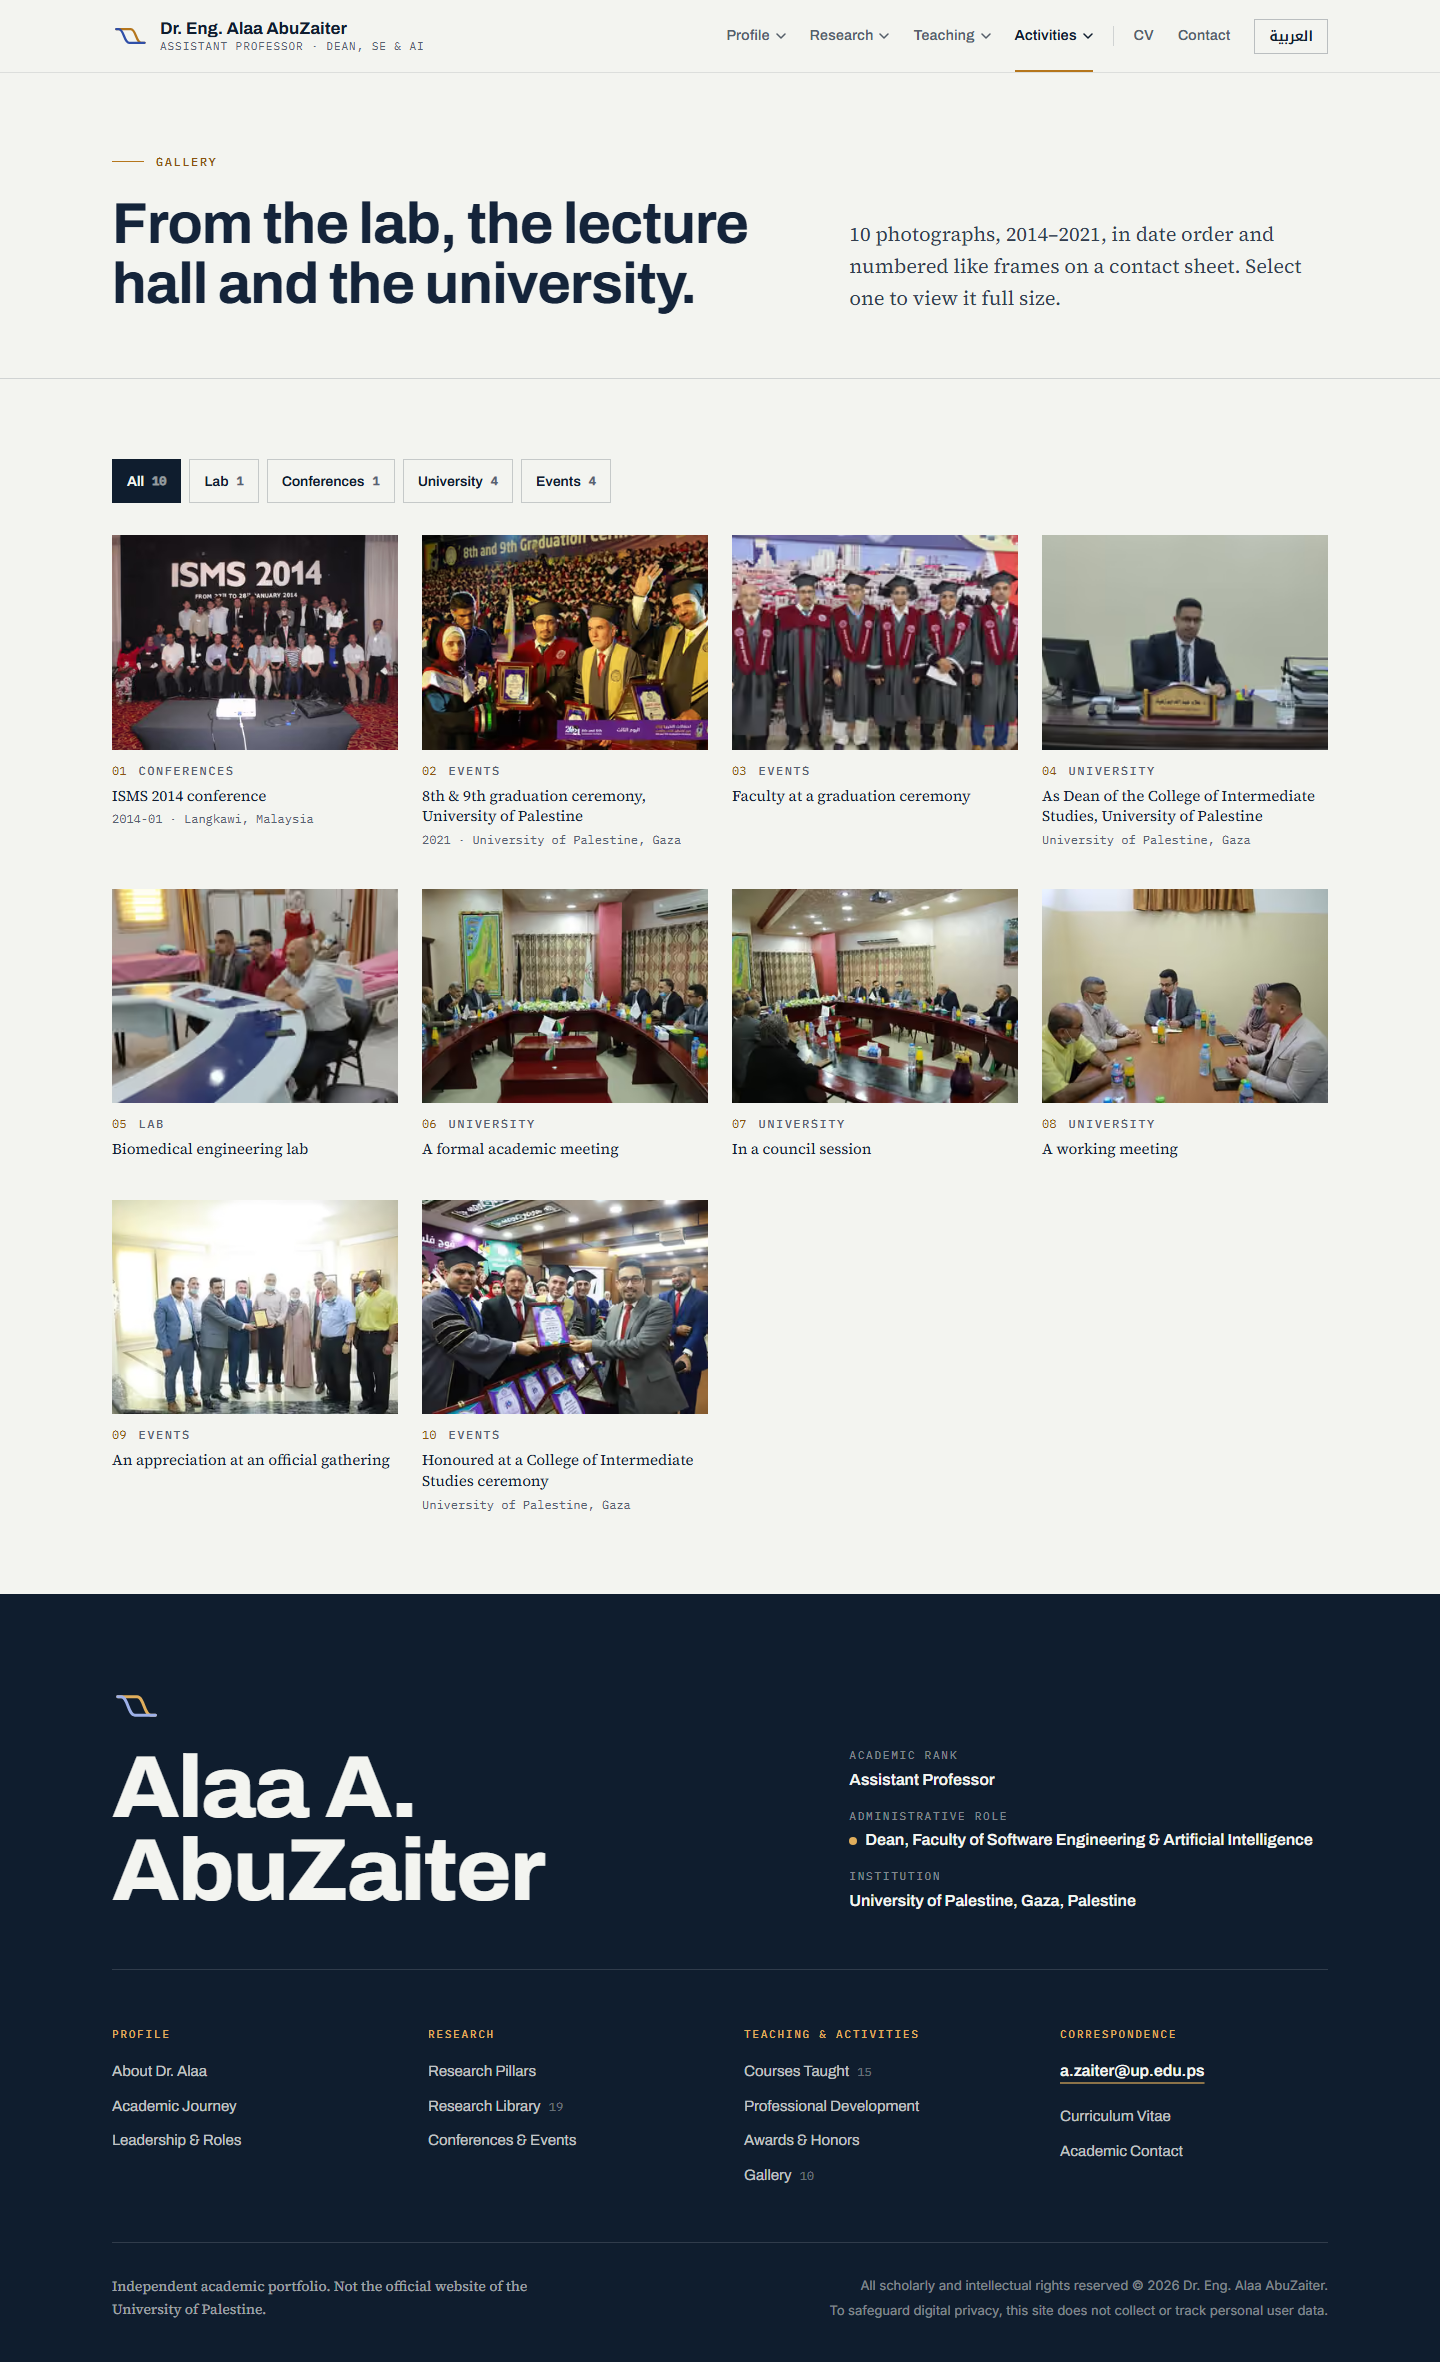 Dr. Eng. Alaa AbuZaiter
ASSISTANT PROFESSOR · DEAN, SE & AI
Profile
Research
Teaching
Activities
CV
Contact
العربية
GALLERY
From the lab, the lecture
hall and the university.
10 photographs, 2014–2021, in date order and
numbered like frames on a contact sheet. Select
one to view it full size.
All 10
Lab 1
Conferences 1
University 4
Events 4
ISMS 2014
8th and 9th Graduation
2021
اليوم الثالث
01 CONFERENCES
ISMS 2014 conference
2014-01 · Langkawi, Malaysia
02 EVENTS
8th & 9th graduation ceremony,
University of Palestine
2021 · University of Palestine, Gaza
03 EVENTS
Faculty at a graduation ceremony
04 UNIVERSITY
As Dean of the College of Intermediate
Studies, University of Palestine
University of Palestine, Gaza
05 LAB
Biomedical engineering lab
06 UNIVERSITY
A formal academic meeting
07 UNIVERSITY
In a council session
08 UNIVERSITY
A working meeting
09 EVENTS
An appreciation at an official gathering
10 EVENTS
Honoured at a College of Intermediate
Studies ceremony
University of Palestine, Gaza
Alaa A.
AbuZaiter
ACADEMIC RANK
Assistant Professor
ADMINISTRATIVE ROLE
Dean, Faculty of Software Engineering & Artificial Intelligence
INSTITUTION
University of Palestine, Gaza, Palestine
PROFILE
About Dr. Alaa
Academic Journey
Leadership & Roles
RESEARCH
Research Pillars
Research Library 19
Conferences & Events
TEACHING & ACTIVITIES
Courses Taught 15
Professional Development
Awards & Honors
Gallery 10
CORRESPONDENCE
a.zaiter@up.edu.ps
Curriculum Vitae
Academic Contact
Independent academic portfolio. Not the official website of the
University of Palestine.
All scholarly and intellectual rights reserved © 2026 Dr. Eng. Alaa AbuZaiter.
To safeguard digital privacy, this site does not collect or track personal user data.